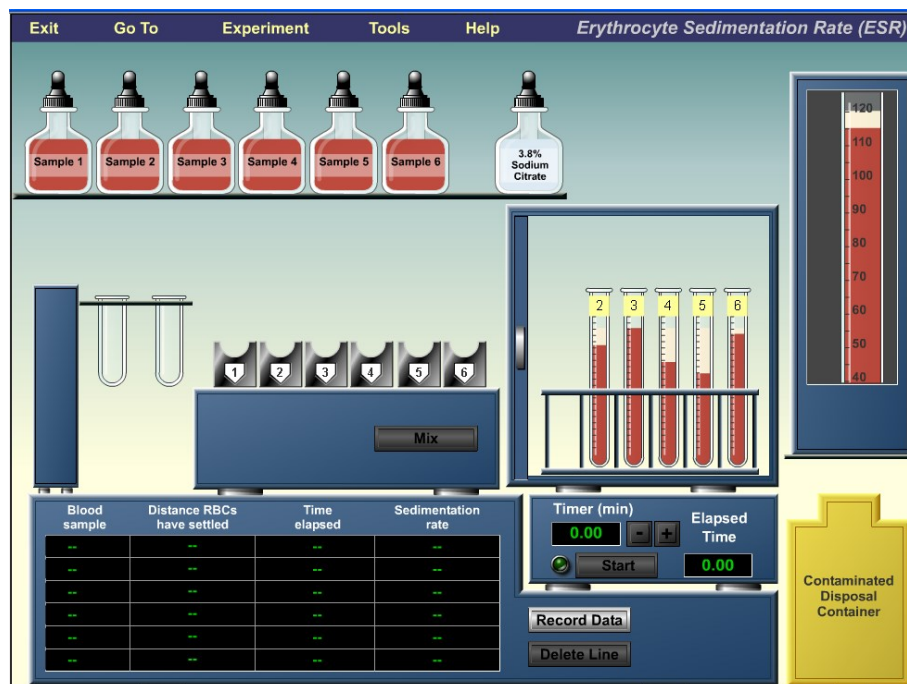 Exit Go To Experiment Tools Help Erythrocyte Sedimentation Rate (ESR)
Sample 1 Sample 2 Sample 3 Sample 4 Sample 5 Sample 6
3.8%
Sodium
Citrate
120
110
100
90
80
70
60
50
40
2 3 4 5 6
1 2 3 4 5 6
Mix
Blood
sample
Distance RBCs
have settled
Time
elapsed
Sedimentation
rate
-- -- -- --
-- -- -- --
-- -- -- --
-- -- -- --
-- -- -- --
-- -- -- --
Timer (min)
0.00 - +
Start
Elapsed
Time
0.00
Record Data
Delete Line
Contaminated
Disposal
Container